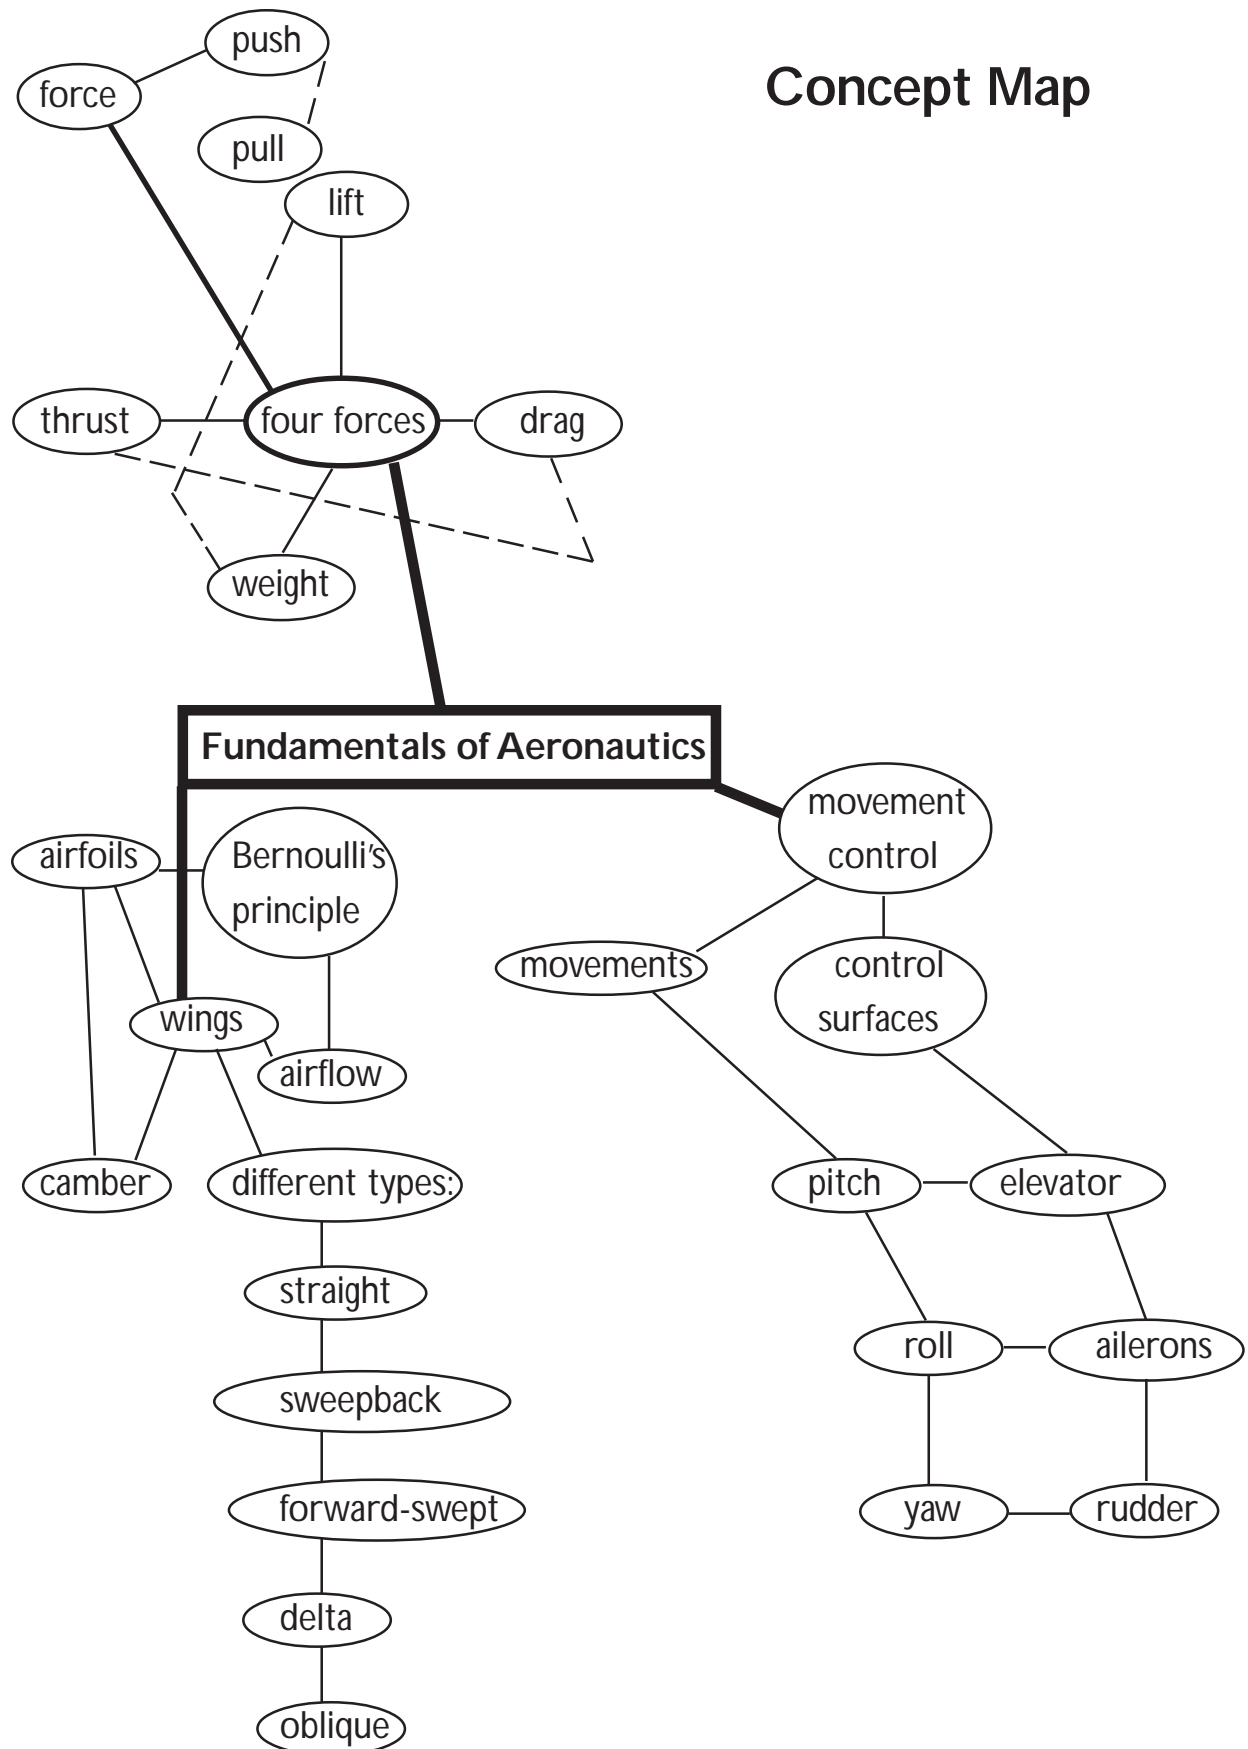 Concept Map
push
force
pull
lift
thrust
four forces
drag
weight
Fundamentals of Aeronautics
movement
control
airfoils
Bernoulli's
principle
movements
control
surfaces
wings
airflow
camber
different types:
pitch
elevator
straight
roll
ailerons
sweepback
forward-swept
yaw
rudder
delta
oblique